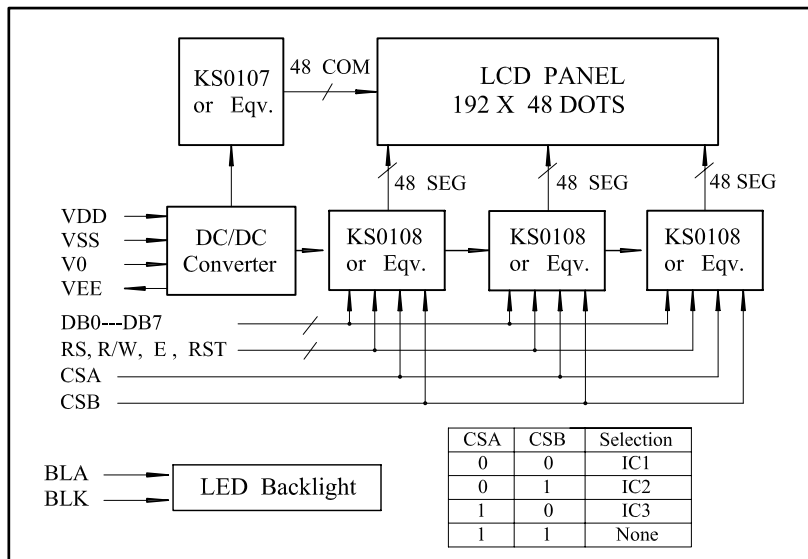 KS0107
or Eqv.
48 COM
LCD PANEL
192 X 48 DOTS
48 SEG
48 SEG
48 SEG
VDD
VSS
V0
VEE
DC/DC
Converter
KS0108
or Eqv.
KS0108
or Eqv.
KS0108
or Eqv.
DB0---DB7
RS, R/W, E , RST
CSA
CSB
BLA
BLK
LED Backlight
CSA CSB Selection
0 0 IC1
0 1 IC2
1 0 IC3
1 1 None